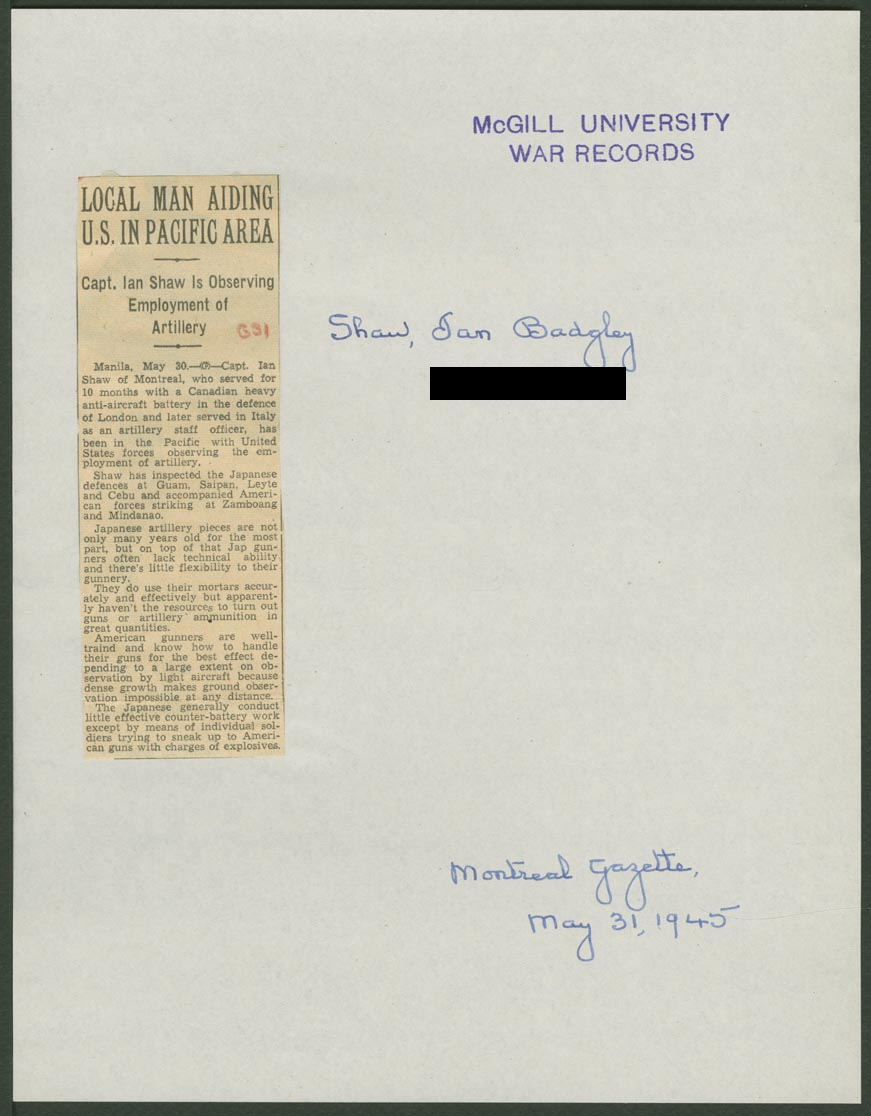 McGILL UNIVERSITY
WAR RECORDS
LOCAL MAN AIDING
U.S. IN PACIFIC AREA
Capt. Ian Shaw Is Observing
Employment of
Artillery
GS1
Shaw, Ian Badgley
Manila, May 30.—(P)—Capt. Ian
Shaw of Montreal, who served for
10 months with a Canadian heavy
anti-aircraft battery in the defence
of London and later served in Italy
as an artillery staff officer, has
been in the Pacific with United
States forces observing the em-
ployment of artillery.
Shaw has inspected the Japanese
defences at Guam, Saipan, Leyte
and Cebu and accompanied Ameri-
can forces striking at Zamboang
and Mindanao.
Japanese artillery pieces are not
only many years old for the most
part, but on top of that Jap gun-
ners often lack technical ability
and there's little flexibility to their
gunnery.
They do use their mortars accur-
ately and effectively but apparent-
ly haven't the resources to turn out
guns or artillery ammunition in
great quantities.
American gunners are well-
traind and know how to handle
their guns for the best effect de-
pending to a large extent on ob-
servation by light aircraft because
dense growth makes ground obser-
vation impossible at any distance.
The Japanese generally conduct
little effective counter-battery work
except by means of individual sol-
diers trying to sneak up to Ameri-
can guns with charges of explosives.
Montreal Gazette,
May 31, 1945